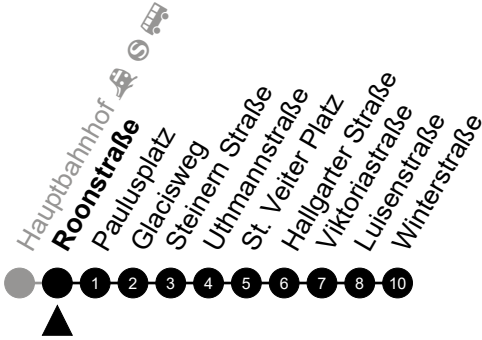 Hauptbahnhof S
Roonstraße
Paulusplatz
Glacisweg
Steinern Straße
Uthmannstraße
St. Veiter Platz
Hallgarter Straße
Viktoriastraße
Luisenstraße
Winterstraße
1 2 3 4 5 6 7 8 10